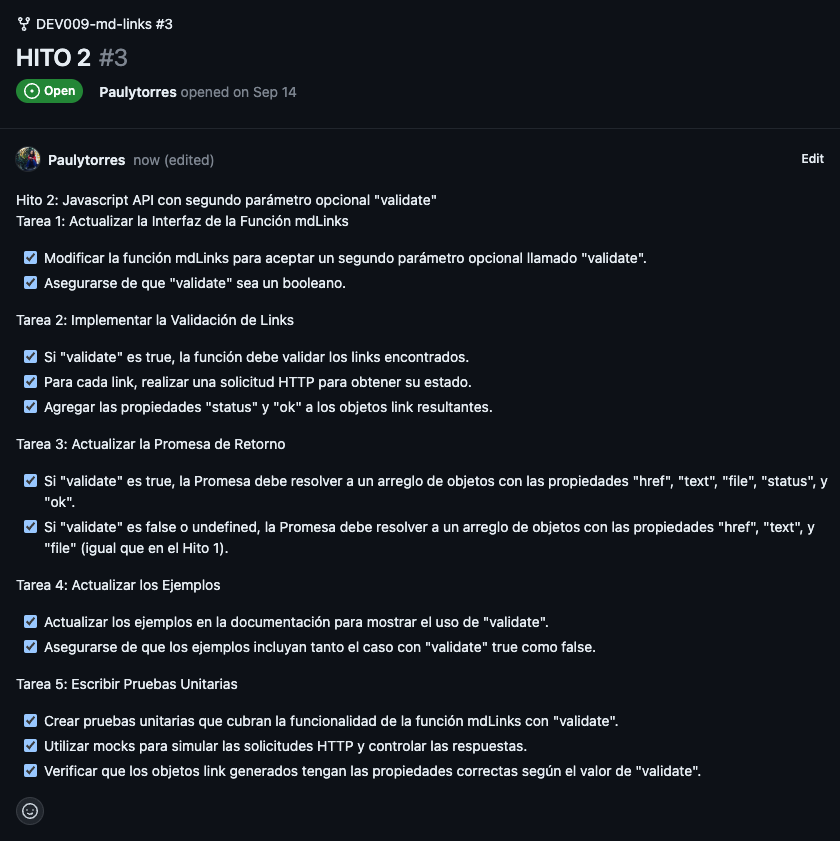 DEV009-md-links #3
HITO 2 #3
Open
Paulytorres opened on Sep 14
Paulytorres now (edited)
Edit
Hito 2: Javascript API con segundo parámetro opcional "validate"
Tarea 1: Actualizar la Interfaz de la Función mdLinks
Modificar la función mdLinks para aceptar un segundo parámetro opcional llamado "validate".
Asegurarse de que "validate" sea un booleano.
Tarea 2: Implementar la Validación de Links
Si "validate" es true, la función debe validar los links encontrados.
Para cada link, realizar una solicitud HTTP para obtener su estado.
Agregar las propiedades "status" y "ok" a los objetos link resultantes.
Tarea 3: Actualizar la Promesa de Retorno
Si "validate" es true, la Promesa debe resolver a un arreglo de objetos con las propiedades "href", "text", "file", "status", y
"ok".
Si "validate" es false o undefined, la Promesa debe resolver a un arreglo de objetos con las propiedades "href", "text", y
"file" (igual que en el Hito 1).
Tarea 4: Actualizar los Ejemplos
Actualizar los ejemplos en la documentación para mostrar el uso de "validate".
Asegurarse de que los ejemplos incluyan tanto el caso con "validate" true como false.
Tarea 5: Escribir Pruebas Unitarias
Crear pruebas unitarias que cubran la funcionalidad de la función mdLinks con "validate".
Utilizar mocks para simular las solicitudes HTTP y controlar las respuestas.
Verificar que los objetos link generados tengan las propiedades correctas según el valor de "validate".